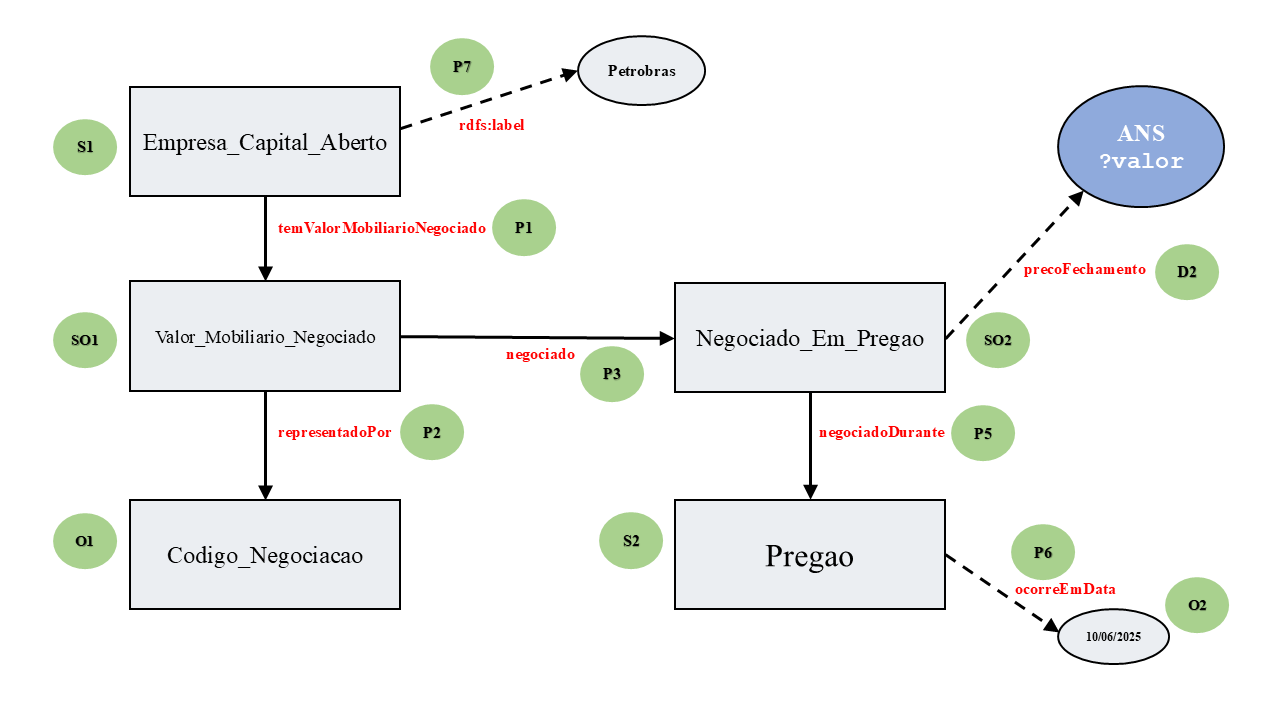 P7
Petrobras
rdfs:label
S1
Empresa_Capital_Aberto
ANS
?valor
temValorMobiliarioNegociado
P1
precoFechamento
D2
SO1
Valor_Mobiliario_Negociado
negociado
P3
Negociado_Em_Pregao
SO2
representadoPor
P2
negociadoDurante
P5
O1
Codigo_Negociacao
S2
Pregao
P6
ocorreEmData
O2
10/06/2025